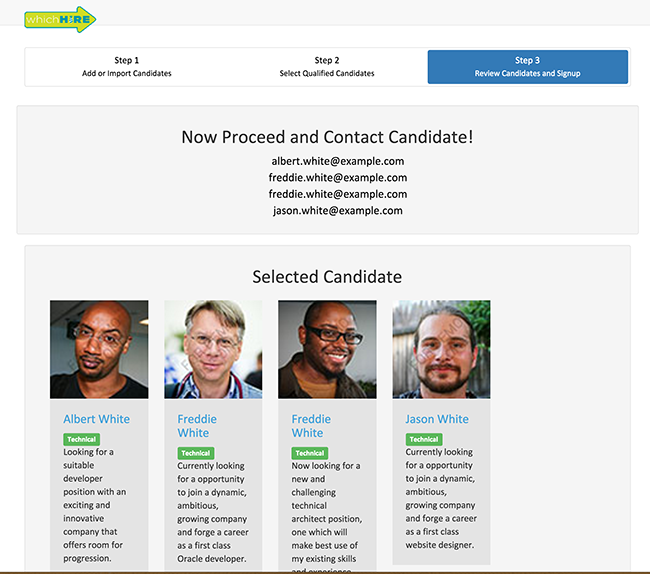 whichHIRE
Step 1
Add or Import Candidates
Step 2
Select Qualified Candidates
Step 3
Review Candidates and Signup
Now Proceed and Contact Candidate!
albert.white@example.com
freddie.white@example.com
freddie.white@example.com
jason.white@example.com
Selected Candidate
Albert White
Technical
Looking for a
suitable
developer
position with an
exciting and
innovative
company that
offers room for
progression.
Freddie
White
Technical
Currently looking
for a opportunity
to join a dynamic,
ambitious,
growing company
and forge a career
as a first class
Oracle developer.
Freddie
White
Technical
Now looking for a
new and
challenging
technical
architect position,
one which will
make best use of
my existing skills
and experience
Jason White
Technical
Currently looking
for a opportunity
to join a dynamic,
ambitious,
growing company
and forge a career
as a first class
website designer.